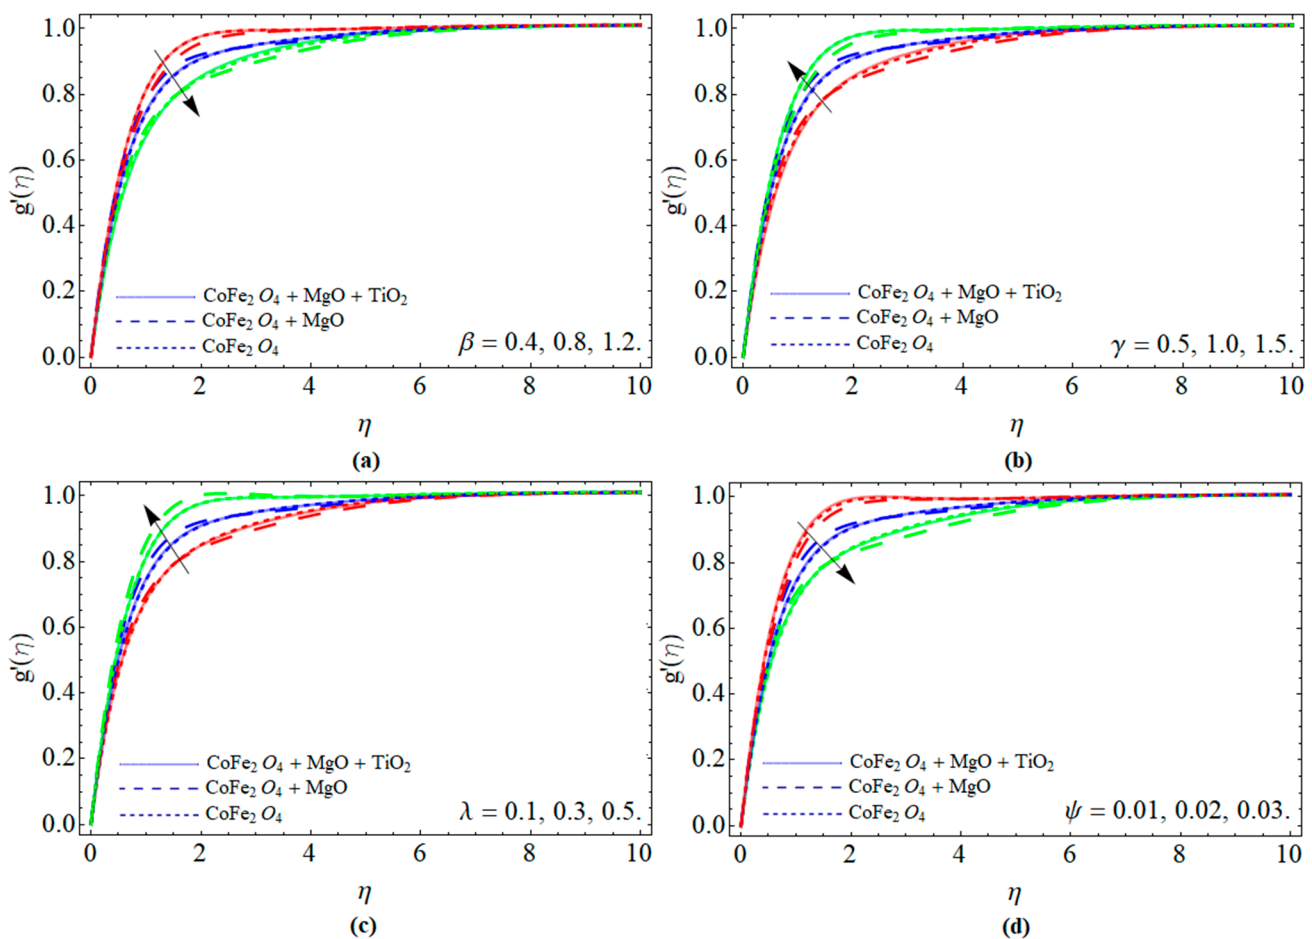 g'(η)
1.0
0.8
0.6
0.4
0.2
0.0
CoFe2 O4 + MgO + TiO2
CoFe2 O4 + MgO
CoFe2 O4
β = 0.4, 0.8, 1.2.
0 2 4 6 8 10
η
(a)
g'(η)
1.0
0.8
0.6
0.4
0.2
0.0
CoFe2 O4 + MgO + TiO2
CoFe2 O4 + MgO
CoFe2 O4
γ = 0.5, 1.0, 1.5.
0 2 4 6 8 10
η
(b)
g'(η)
1.0
0.8
0.6
0.4
0.2
0.0
CoFe2 O4 + MgO + TiO2
CoFe2 O4 + MgO
CoFe2 O4
λ = 0.1, 0.3, 0.5.
0 2 4 6 8 10
η
(c)
g'(η)
1.0
0.8
0.6
0.4
0.2
0.0
CoFe2 O4 + MgO + TiO2
CoFe2 O4 + MgO
CoFe2 O4
ψ = 0.01, 0.02, 0.03.
0 2 4 6 8 10
η
(d)